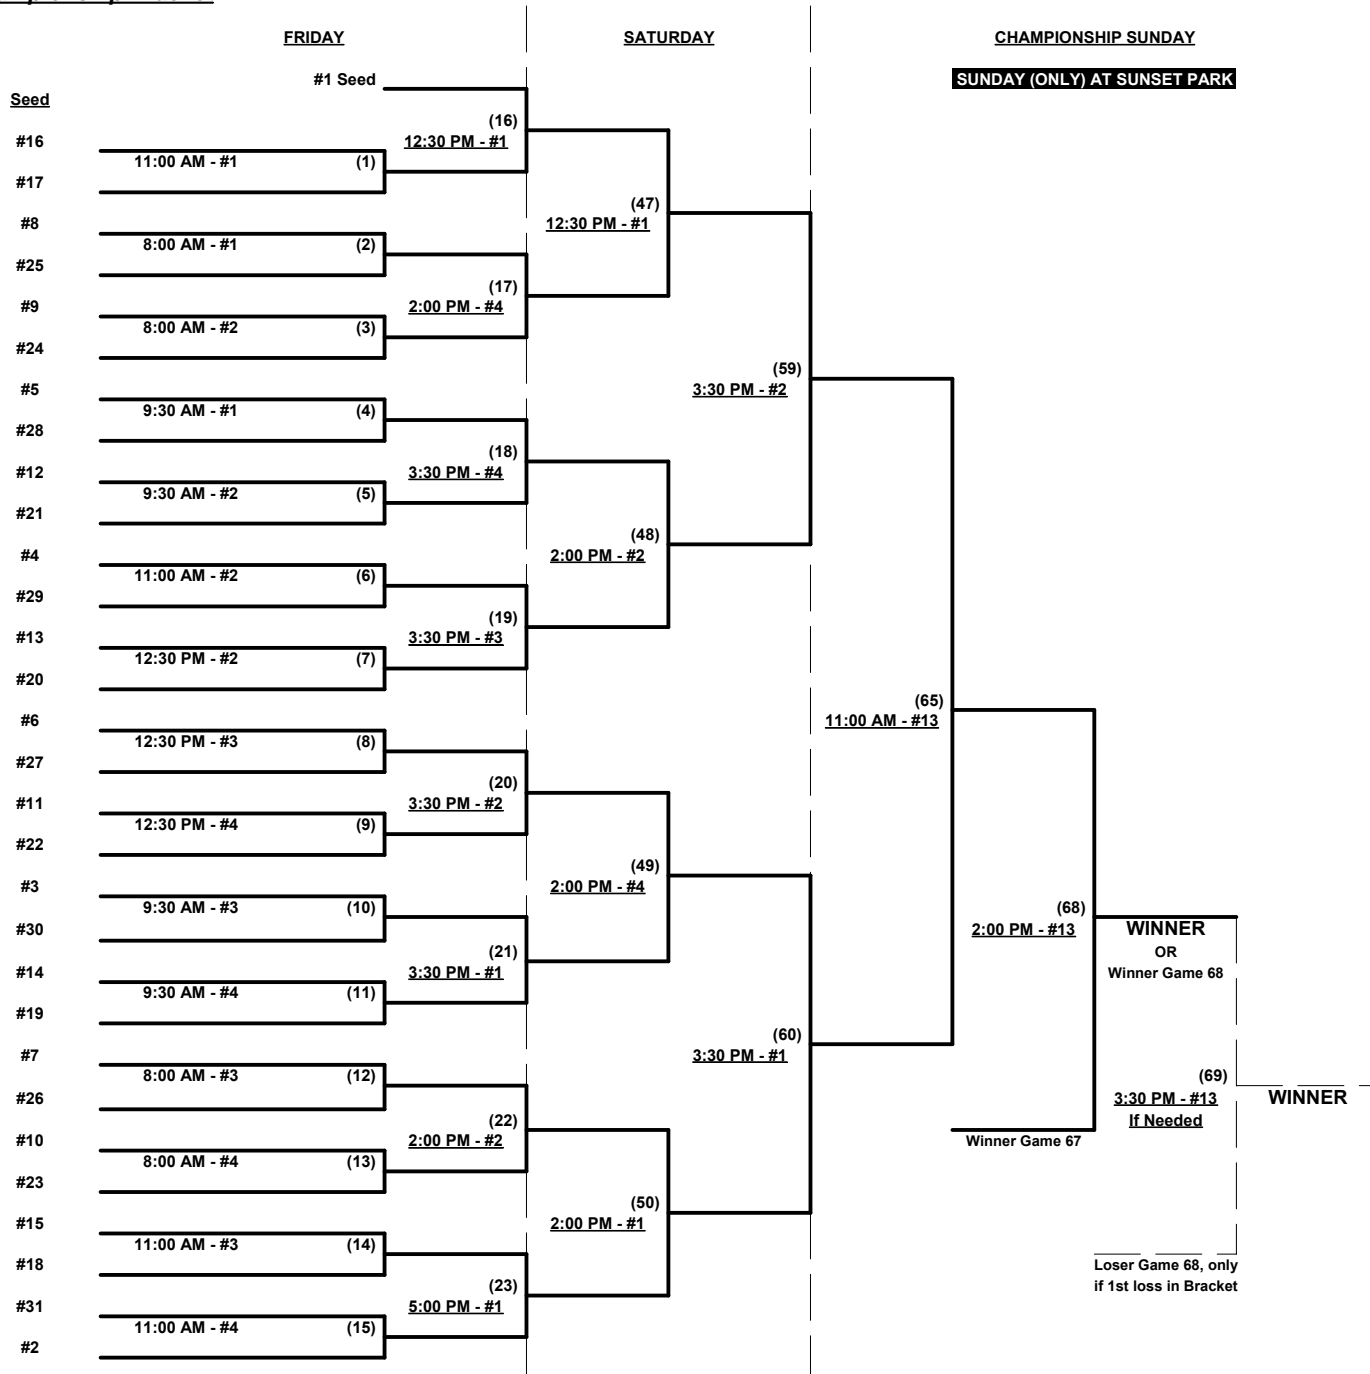 FRIDAY
SATURDAY
CHAMPIONSHIP SUNDAY
#1 Seed
SUNDAY (ONLY) AT SUNSET PARK
Seed
(16)
#16
12:30 PM - #1
11:00 AM - #1 (1)
#17
(47)
#8
12:30 PM - #1
8:00 AM - #1 (2)
#25
(17)
#9
2:00 PM - #4
8:00 AM - #2 (3)
#24
(59)
#5
3:30 PM - #2
9:30 AM - #1 (4)
#28
(18)
#12
3:30 PM - #4
9:30 AM - #2 (5)
#21
(48)
#4
2:00 PM - #2
11:00 AM - #2 (6)
#29
(19)
#13
3:30 PM - #3
12:30 PM - #2 (7)
#20
(65)
#6
11:00 AM - #13
12:30 PM - #3 (8)
#27
(20)
#11
3:30 PM - #2
12:30 PM - #4 (9)
#22
(49)
#3
2:00 PM - #4
9:30 AM - #3 (10)
(68)
#30
2:00 PM - #13
WINNER
OR
Winner Game 68
(21)
#14
3:30 PM - #1
9:30 AM - #4 (11)
#19
(60)
#7
3:30 PM - #1
8:00 AM - #3 (12)
(69)
#26
3:30 PM - #13
WINNER
If Needed
(22)
#10
2:00 PM - #2
Winner Game 67
8:00 AM - #4 (13)
#23
(50)
#15
2:00 PM - #1
11:00 AM - #3 (14)
#18
Loser Game 68, only
if 1st loss in Bracket
(23)
#31
5:00 PM - #1
11:00 AM - #4 (15)
#2